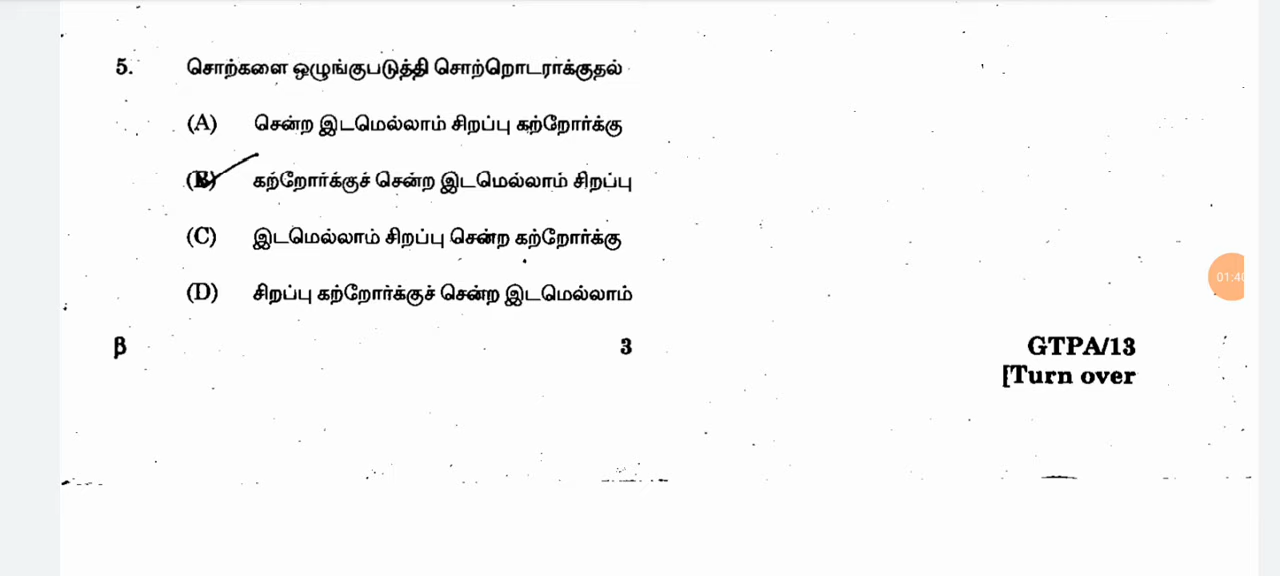 5. சொற்களை ஒழுங்குபடுத்தி சொற்றொடராக்குதல்
(A) சென்ற இடமெல்லாம் சிறப்பு கற்றோர்க்கு
(B) கற்றோர்க்குச் சென்ற இடமெல்லாம் சிறப்பு
(C) இடமெல்லாம் சிறப்பு சென்ற கற்றோர்க்கு
(D) சிறப்பு கற்றோர்க்குச் சென்ற இடமெல்லாம்
β 3 GTPA/13
[Turn over